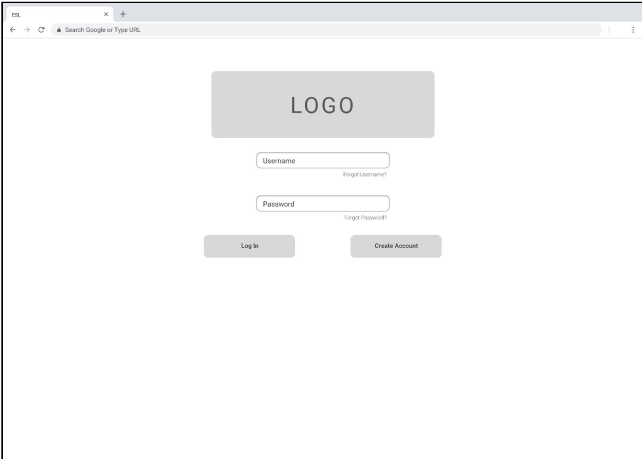 ESL
Search Google or Type URL
LOGO
Username
Forgot Username?
Password
Forgot Password?
Log In
Create Account